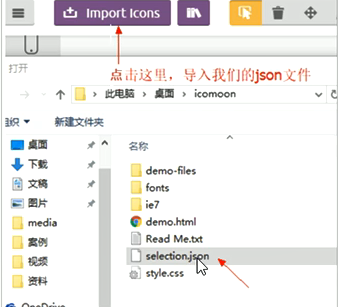 Import Icons
点击这里，导入我们的json文件
打开
此电脑 › 桌面 › icomoon
组织 新建文件夹
桌面
下载
文稿
图片
media
案例
视频
资料
OneDrive
名称
demo-files
fonts
ie7
demo.html
Read Me.txt
selection.json
style.css